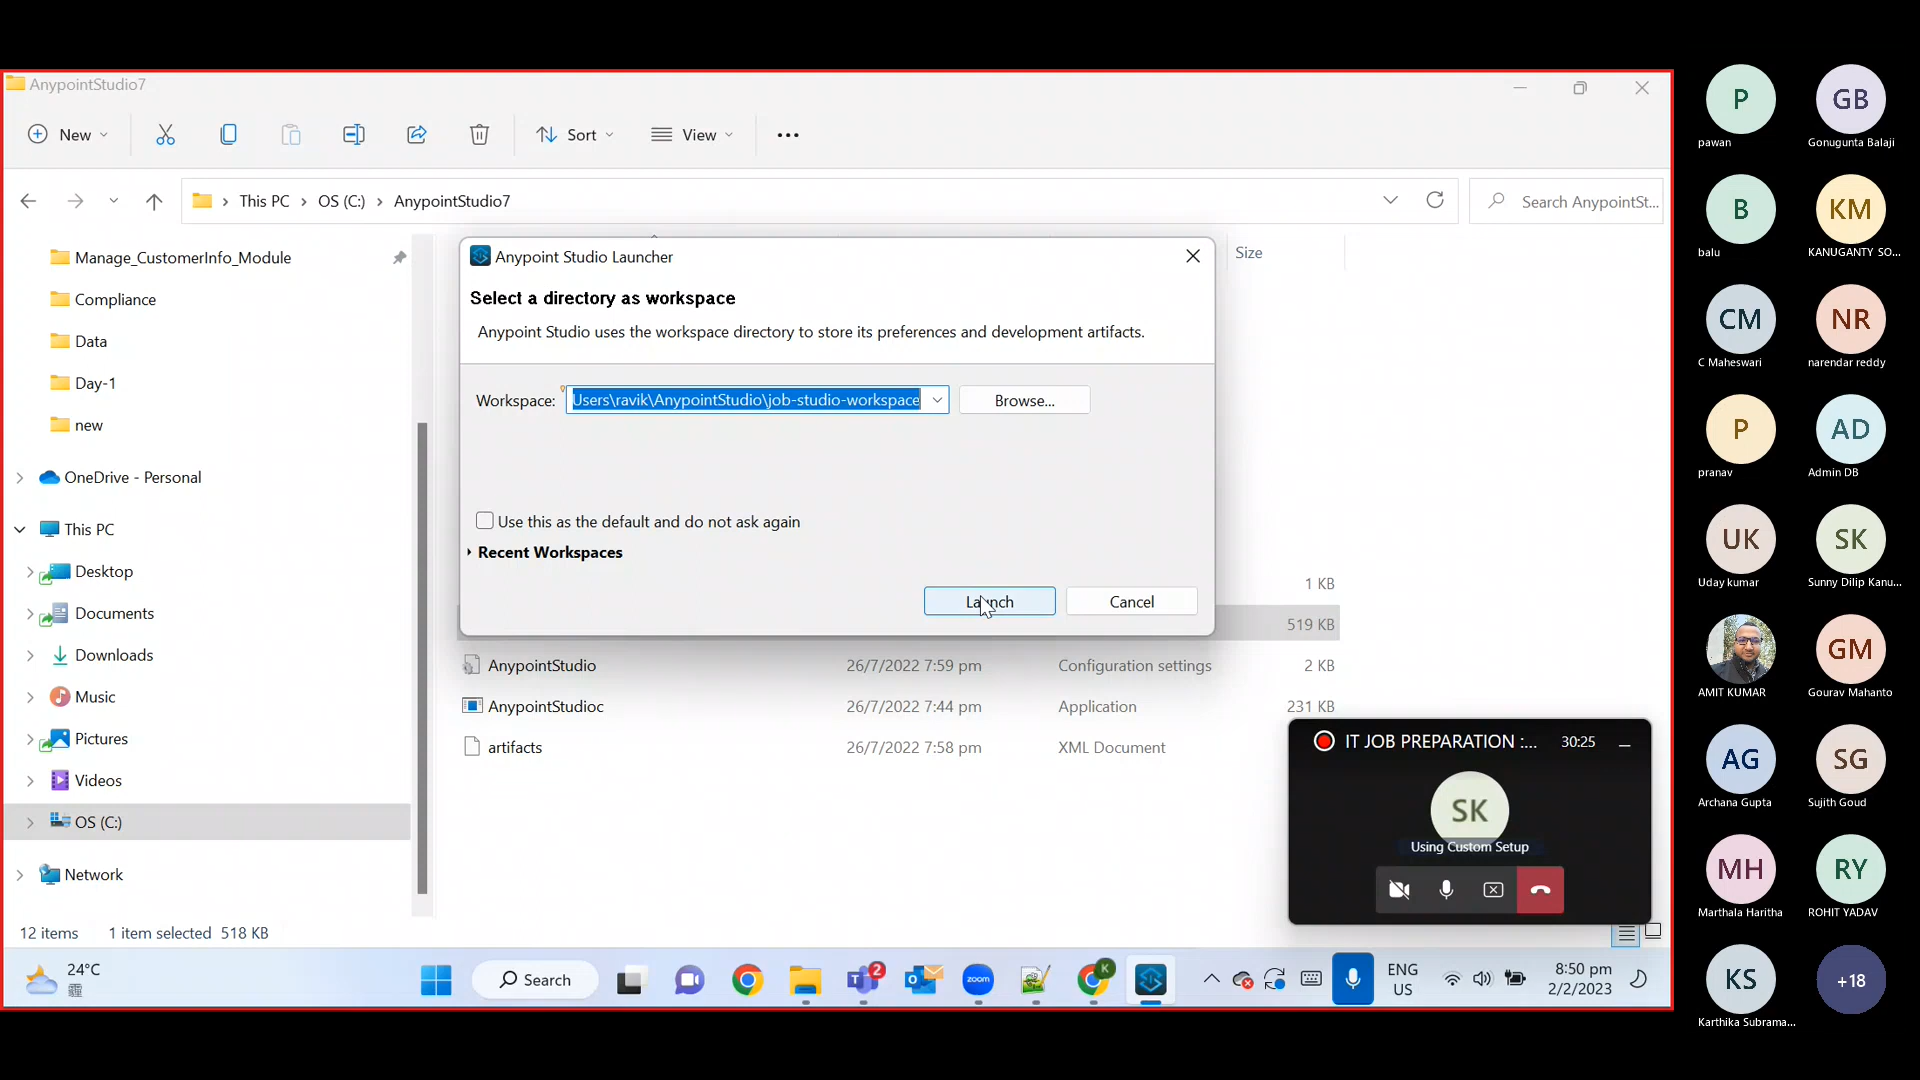 AnypointStudio7
New
Sort
View
This PC
OS (C:)
AnypointStudio7
Search AnypointSt...
Manage_CustomerInfo_Module
Compliance
Data
Day-1
new
OneDrive - Personal
This PC
Desktop
Documents
Downloads
Music
Pictures
Videos
OS (C:)
Network
Size
Anypoint Studio Launcher
Select a directory as workspace
Anypoint Studio uses the workspace directory to store its preferences and development artifacts.
Workspace:
Users\ravik\AnypointStudio\job-studio-workspace
Browse...
Use this as the default and do not ask again
Recent Workspaces
Launch
Cancel
1 KB
519 KB
AnypointStudio 26/7/2022 7:59 pm Configuration settings 2 KB
AnypointStudioc 26/7/2022 7:44 pm Application 231 KB
artifacts 26/7/2022 7:58 pm XML Document
IT JOB PREPARATION :... 30:25
SK
Using Custom Setup
12 items 1 item selected 518 KB
24°C
霾
Search
2
zoom
K
ENG
US
8:50 pm
2/2/2023
P
pawan
GB
Gonugunta Balaji
B
balu
KM
KANUGANTY SO...
CM
C Maheswari
NR
narendar reddy
P
pranav
AD
Admin DB
UK
Uday kumar
SK
Sunny Dilip Kanu...
AMIT KUMAR
GM
Gourav Mahanto
AG
Archana Gupta
SG
Sujith Goud
MH
Marthala Haritha
RY
ROHIT YADAV
KS
Karthika Subrama...
+18